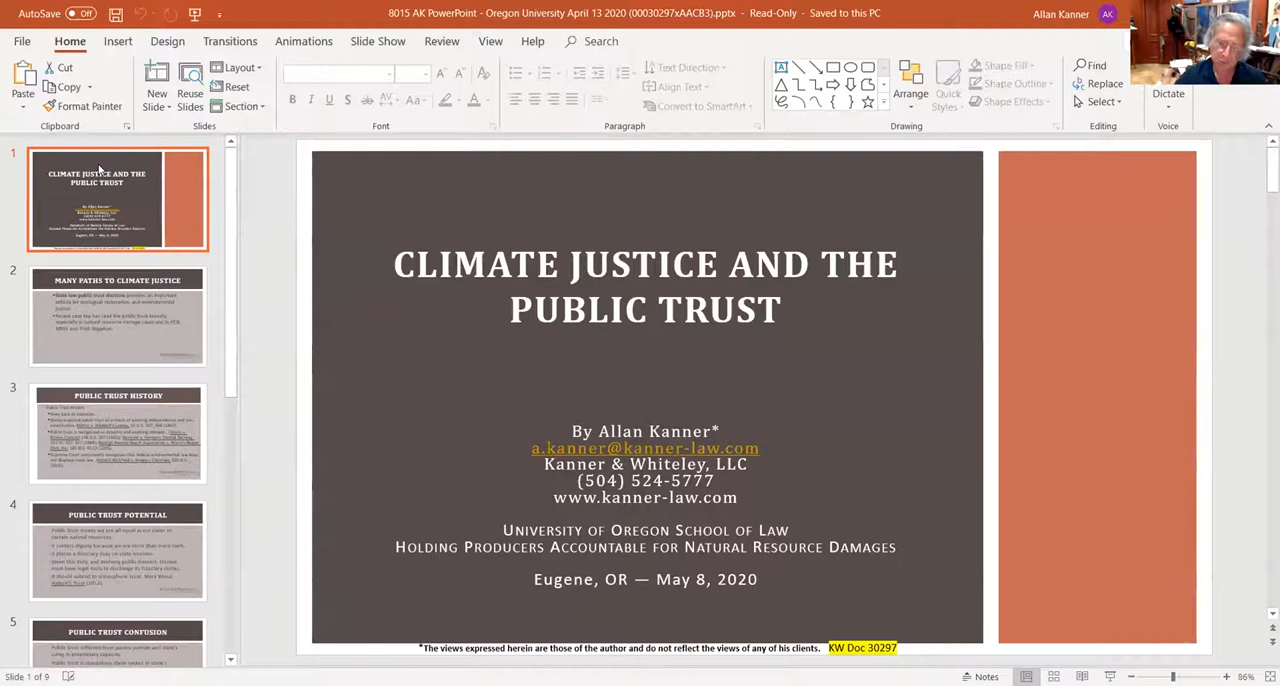 AutoSave Off
8015 AK PowerPoint - Oregon University April 13 2020 (00030297xAACB3).pptx - Read-Only - Saved to this PC
Allan Kanner AK
File Home Insert Design Transitions Animations Slide Show Review View Help Search
Paste
Cut
Copy
Format Painter
Clipboard
New Slide
Reuse Slides
Layout
Reset
Section
Slides
B I U S ab AV Aa A
Font
Text Direction
Align Text
Convert to SmartArt
Paragraph
Arrange
Quick Styles
Shape Fill
Shape Outline
Shape Effects
Drawing
Find
Replace
Select
Editing
Dictate
Voice
1
CLIMATE JUSTICE AND THE
PUBLIC TRUST
2
MANY PATHS TO CLIMATE JUSTICE
3
PUBLIC TRUST HISTORY
4
PUBLIC TRUST POTENTIAL
5
PUBLIC TRUST CONFUSION
CLIMATE JUSTICE AND THE
PUBLIC TRUST
By Allan Kanner*
a.kanner@kanner-law.com
Kanner & Whiteley, LLC
(504) 524-5777
www.kanner-law.com
University of Oregon School of Law
Holding Producers Accountable for Natural Resource Damages
Eugene, OR — May 8, 2020
*The views expressed herein are those of the author and do not reflect the views of any of his clients. KW Doc 30297
Slide 1 of 9
Notes
86%